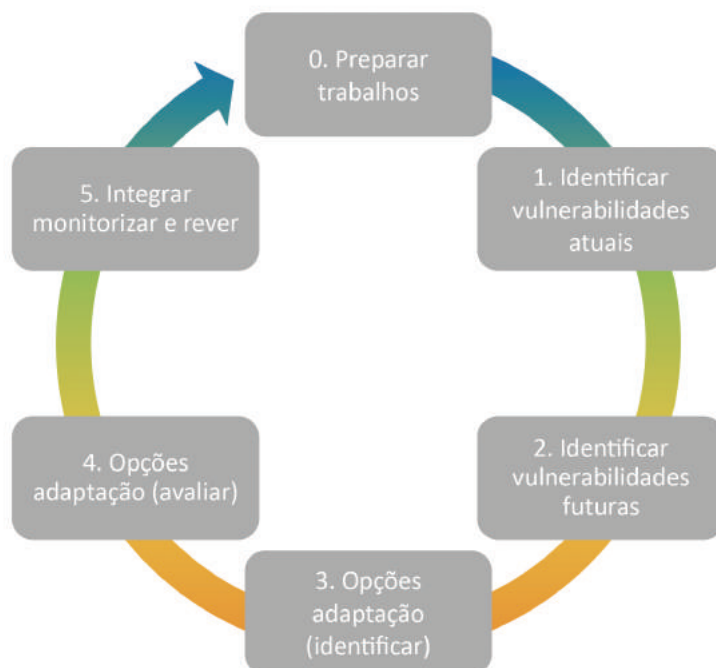 0. Preparar
trabalhos
1. Identificar
vulnerabilidades
atuais
2. Identificar
vulnerabilidades
futuras
3. Opções
adaptação
(identificar)
4. Opções
adaptação (avaliar)
5. Integrar
monitorizar e rever